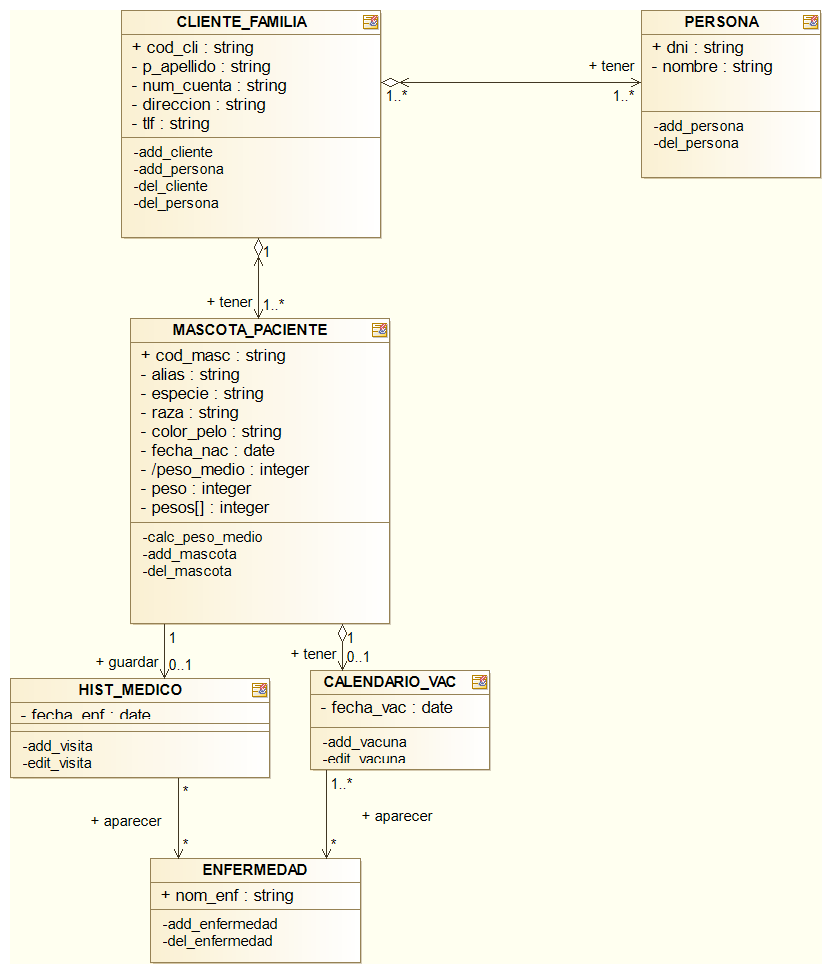 CLIENTE_FAMILIA
+ cod_cli : string
- p_apellido : string
- num_cuenta : string
- direccion : string
- tlf : string
-add_cliente
-add_persona
-del_cliente
-del_persona
PERSONA
+ dni : string
- nombre : string
-add_persona
-del_persona
+ tener
1..*
1..*
1
+ tener
1..*
MASCOTA_PACIENTE
+ cod_masc : string
- alias : string
- especie : string
- raza : string
- color_pelo : string
- fecha_nac : date
- /peso_medio : integer
- peso : integer
- pesos[] : integer
-calc_peso_medio
-add_mascota
-del_mascota
1
+ guardar
0..1
1
+ tener
0..1
HIST_MEDICO
- fecha_enf : date
-add_visita
-edit_visita
CALENDARIO_VAC
- fecha_vac : date
-add_vacuna
-edit_vacuna
*
+ aparecer
*
1..*
+ aparecer
*
ENFERMEDAD
+ nom_enf : string
-add_enfermedad
-del_enfermedad